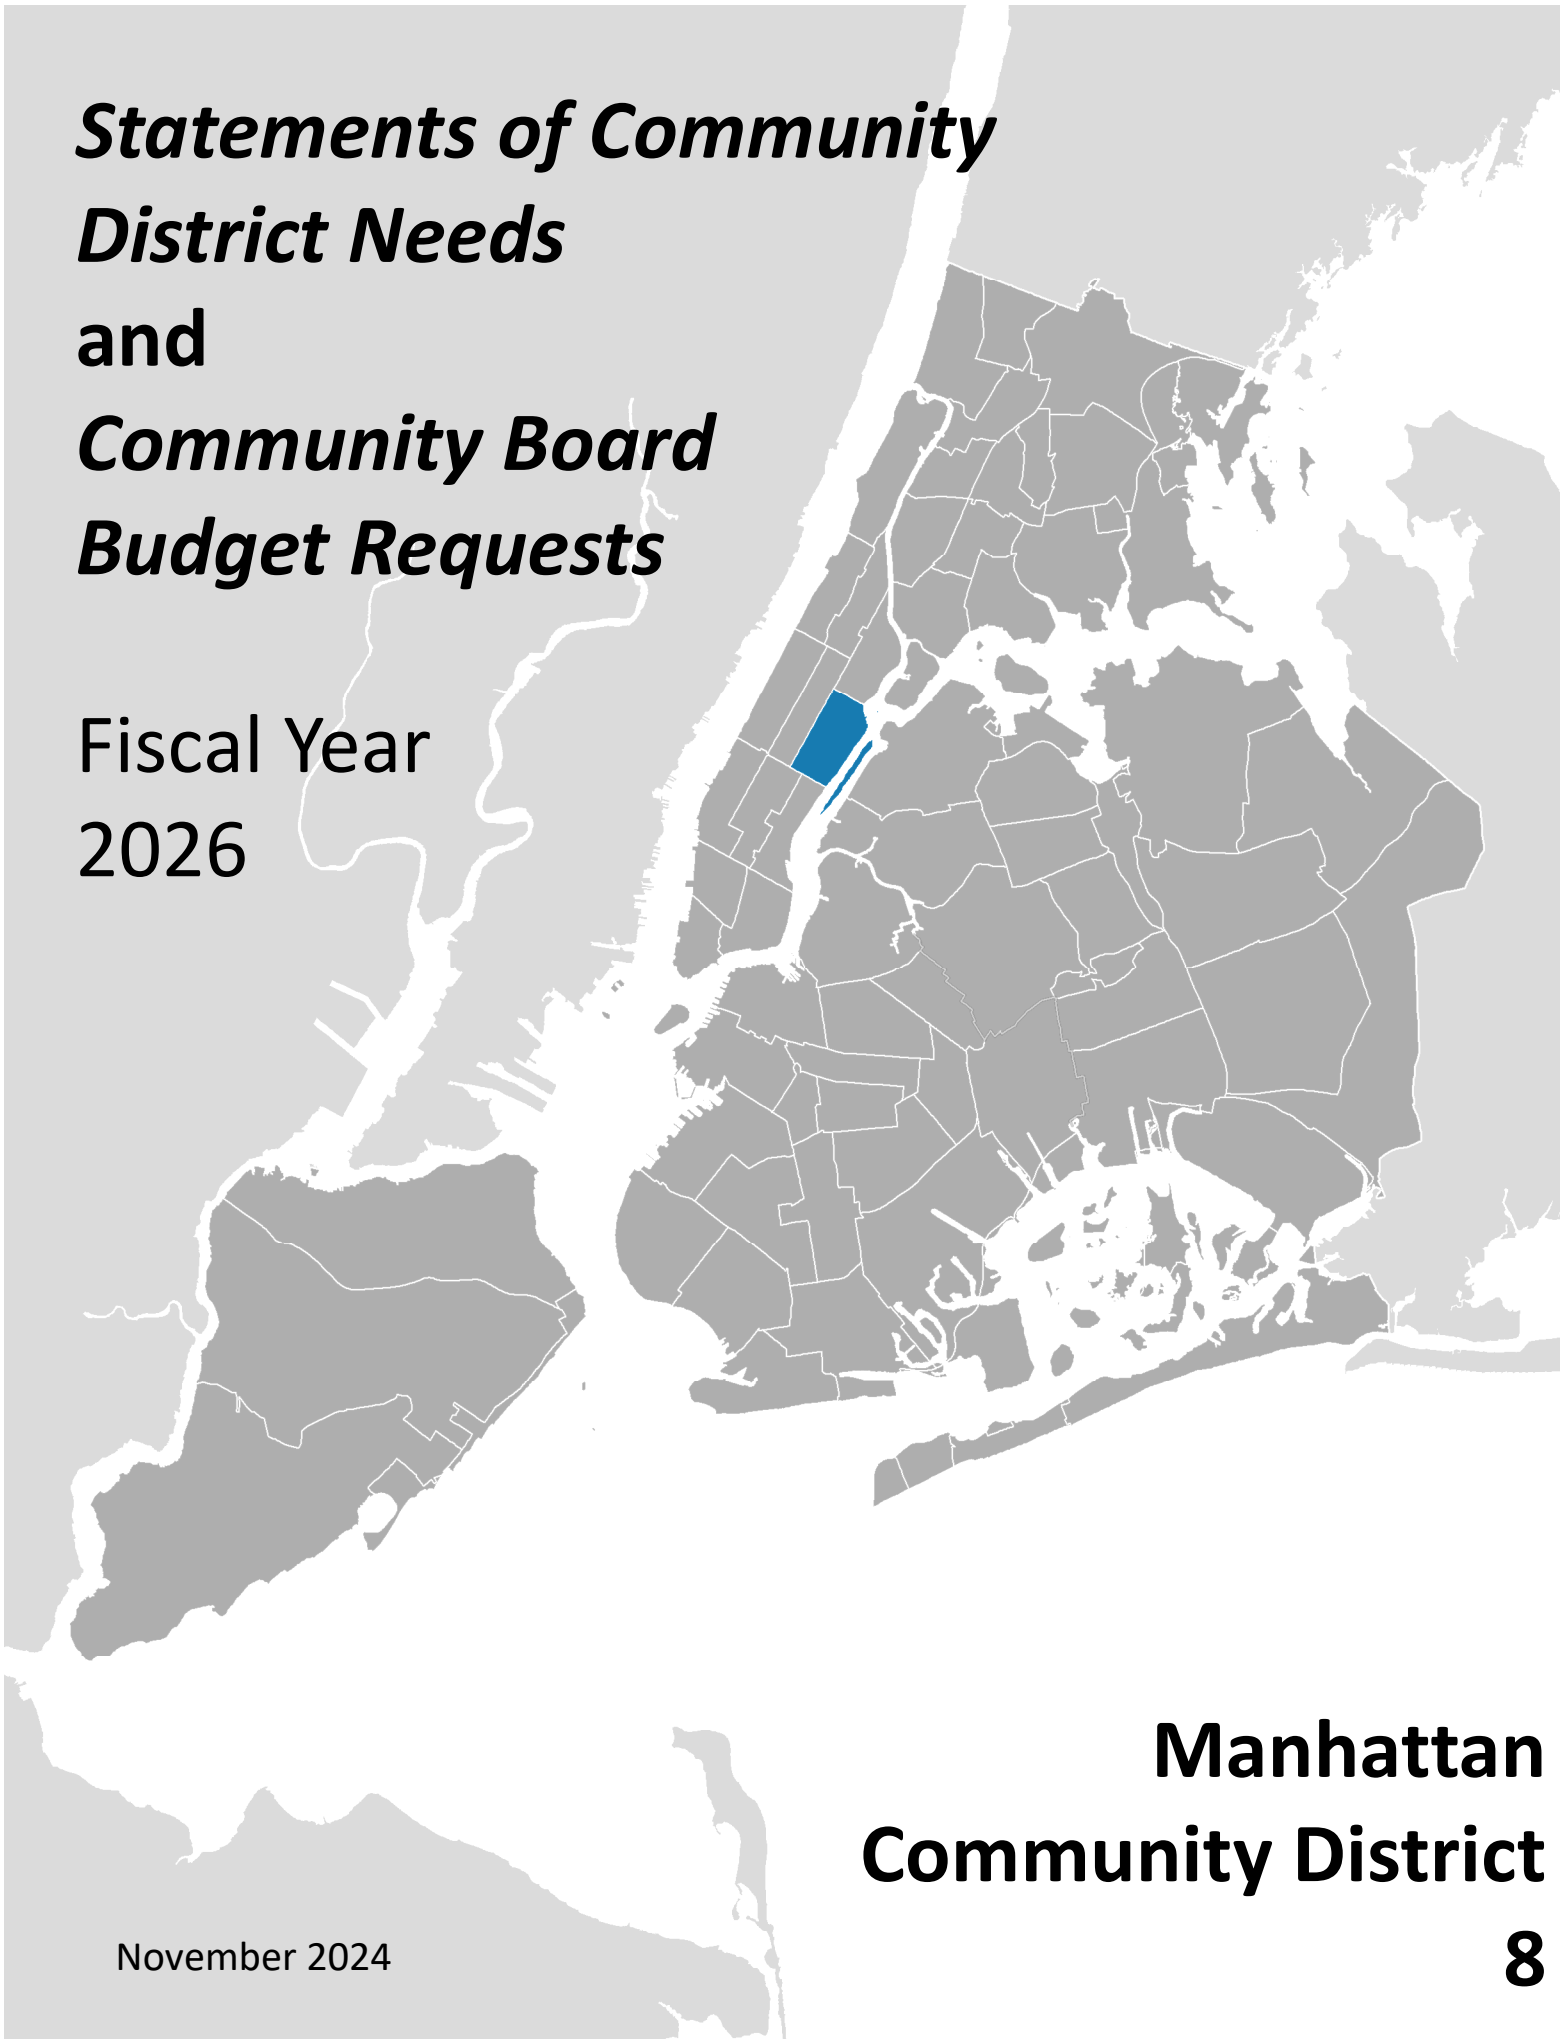 Statements of Community
District Needs
and
Community Board
Budget Requests
Fiscal Year
2026
Manhattan
Community District
8
November 2024